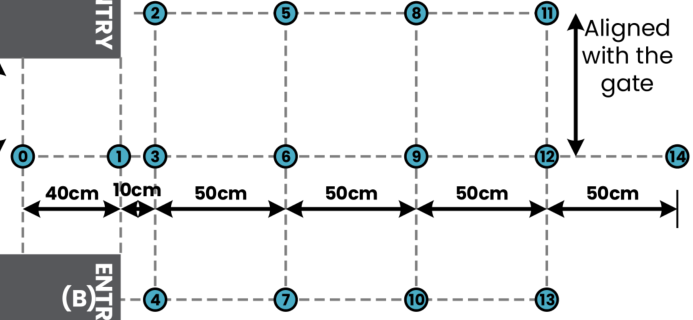 NTRY
2
5
8
11
Aligned
with the
gate
0
1
3
6
9
12
14
40cm
10cm
50cm
50cm
50cm
50cm
(B)
ENTR
4
7
10
13